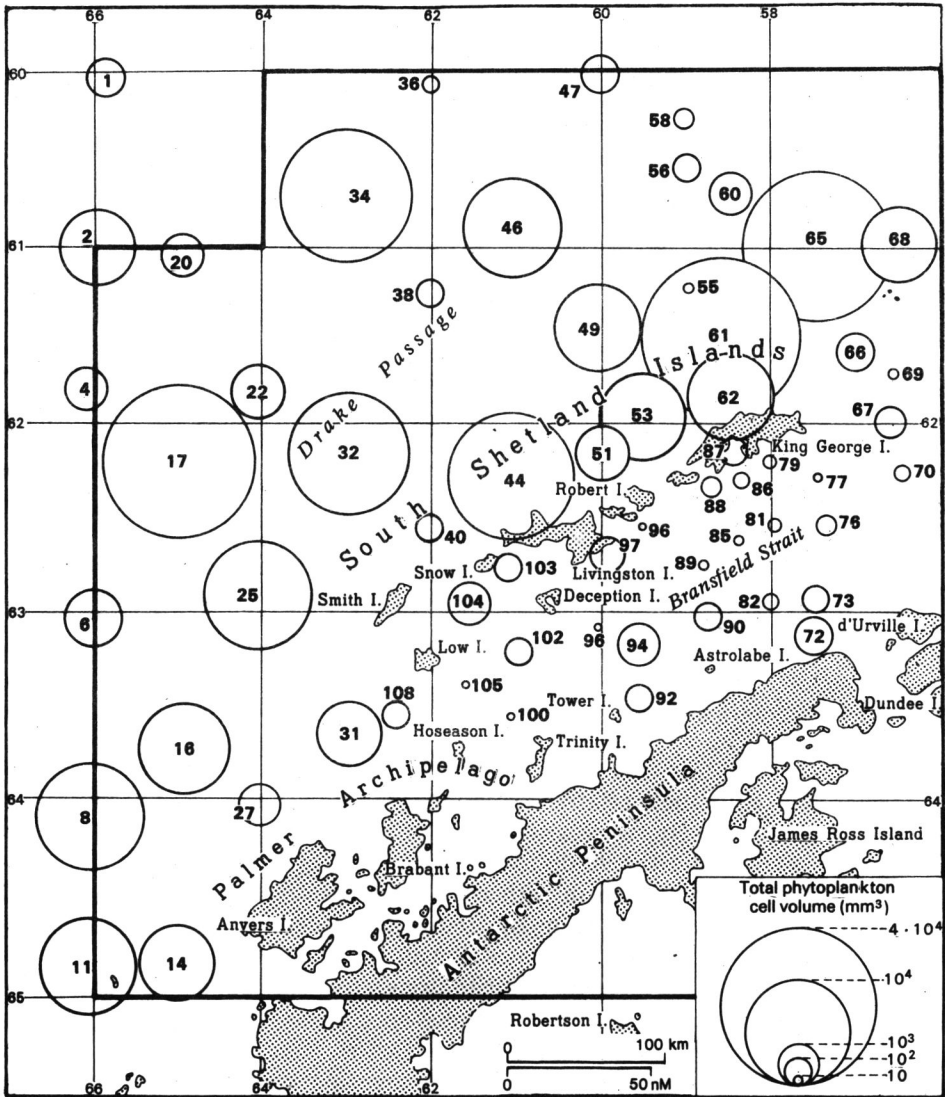 66 64 62 60 58
60
1
36
47
58
56
34
60
46
65
68
2
61
20
55
38
49
61
66
69
4
22
Drake Passage
62
53
67
62
62
17
32
44
51
87
King George I.
79
70
South Shetland Islands
Robert I.
88
86
77
40
96
81
76
97
85
103
Livingston I.
89
Bransfield Strait
Snow I.
25
Smith I.
104
Deception I.
82
73
63
6
96
90
d'Urville I.
102
94
72
Low I.
Astrolabe I.
105
108
92
Tower I.
Dundee I.
100
31
Hoseason I.
16
Trinity I.
64
64
8
27
Palmer Archipelago
James Ross Island
Brabant I.
Antarctic Peninsula
Anvers I.
11
14
65
Robertson I.
0 100 km
0 50 nM
66 64 62
Total phytoplankton
cell volume (mm³)
4 · 10⁴
10⁴
10³
10²
10